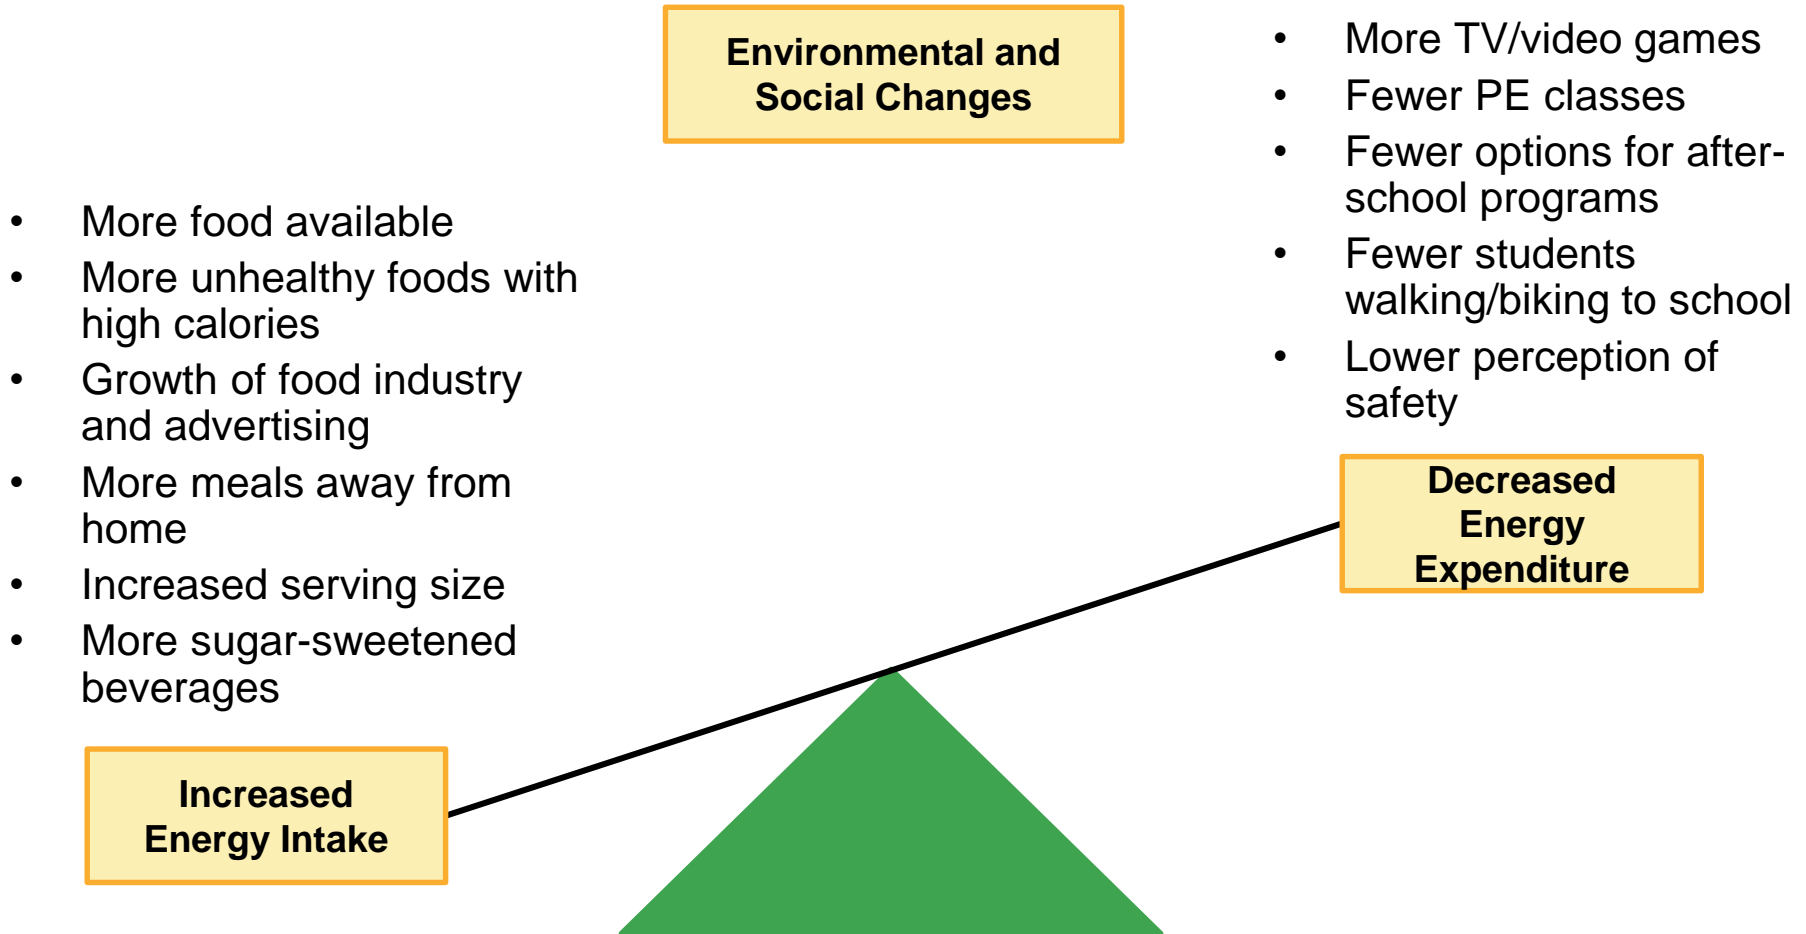 Environmental and
Social Changes
• More food available
• More unhealthy foods with
high calories
• Growth of food industry
and advertising
• More meals away from
home
• Increased serving size
• More sugar-sweetened
beverages
Increased
Energy Intake
• More TV/video games
• Fewer PE classes
• Fewer options for after-
school programs
• Fewer students
walking/biking to school
• Lower perception of
safety
Decreased
Energy
Expenditure